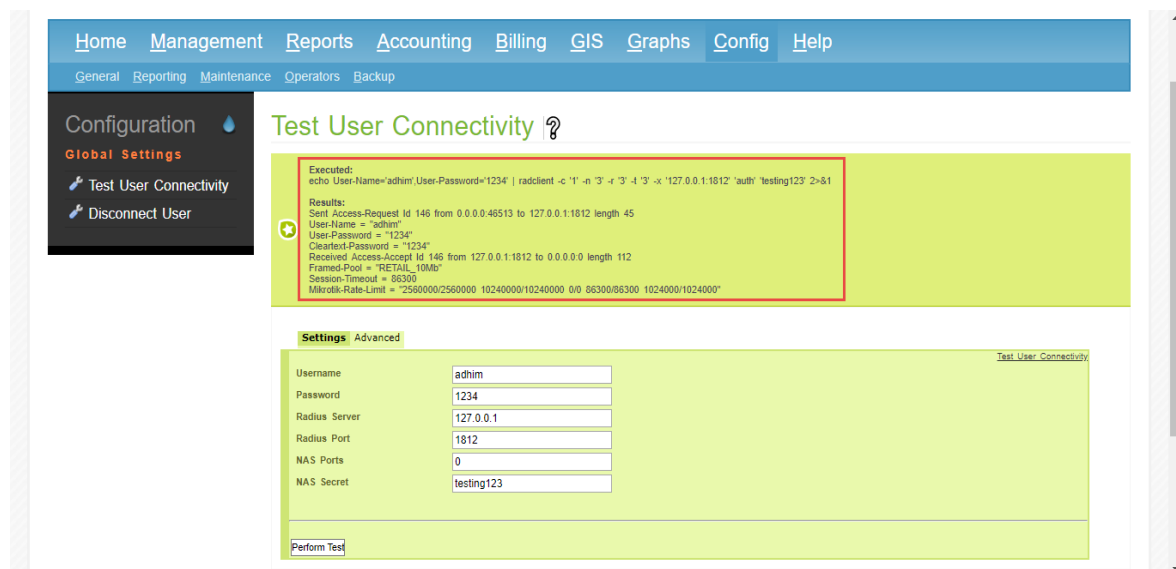 Home Management Reports Accounting Billing GIS Graphs Config Help
General Reporting Maintenance Operators Backup
Configuration
Global Settings
Test User Connectivity
Disconnect User
Test User Connectivity
Executed:
echo User-Name='adhim',User-Password='1234' | radclient -c '1' -n '3' -r '3' -t '3' -x '127.0.0.1:1812' 'auth' 'testing123' 2>&1
Results:
Sent Access-Request Id 146 from 0.0.0.0:46513 to 127.0.0.1:1812 length 45
User-Name = "adhim"
User-Password = "1234"
Cleartext-Password = "1234"
Received Access-Accept Id 146 from 127.0.0.1:1812 to 0.0.0.0:0 length 112
Framed-Pool = "RETAIL_10Mb"
Session-Timeout = 86300
Mikrotik-Rate-Limit = "2560000/2560000 10240000/10240000 0/0 86300/86300 1024000/1024000"
Settings Advanced
Test User Connectivity
Username adhim
Password 1234
Radius Server 127.0.0.1
Radius Port 1812
NAS Ports 0
NAS Secret testing123
Perform Test